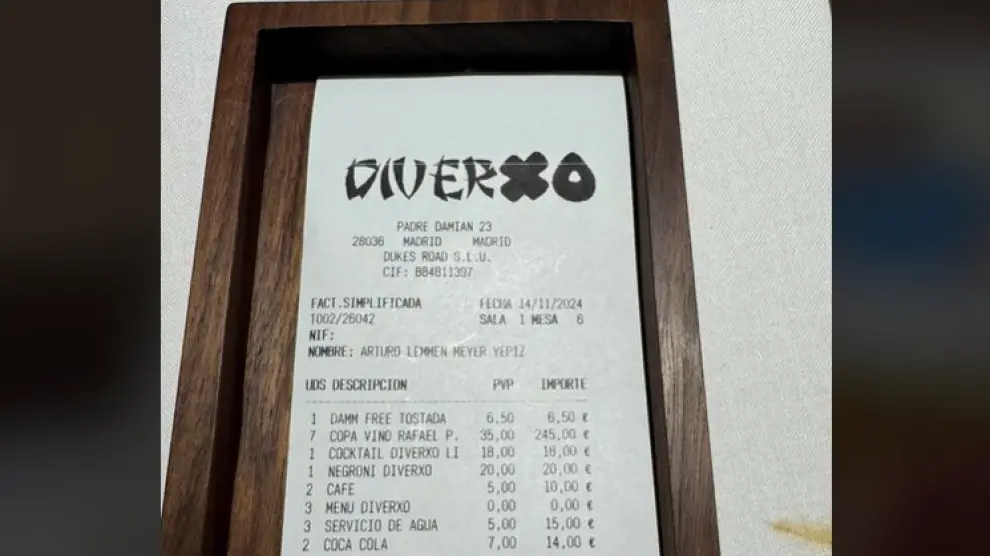 DIVERXO
PADRE DAMIAN 23
28036 MADRID MADRID
DUKES ROAD S.L.U.
CIF: B84811397
FACT.SIMPLIFICADA FECHA 14/11/2024
T002/26042 SALA 1 MESA 6
NIF:
NOMBRE: ARTURO LEMMEN MEYER YEPIZ
UDS DESCRIPCION PVP IMPORTE
1 DAMM FREE TOSTADA 6,50 6,50 €
7 COPA VINO RAFAEL P. 35,00 245,00 €
1 COCKTAIL DIVERXO LI 18,00 18,00 €
1 NEGRONI DIVERXO 20,00 20,00 €
2 CAFE 5,00 10,00 €
3 MENU DIVERXO 0,00 0,00 €
3 SERVICIO DE AGUA 5,00 15,00 €
2 COCA COLA 7,00 14,00 €